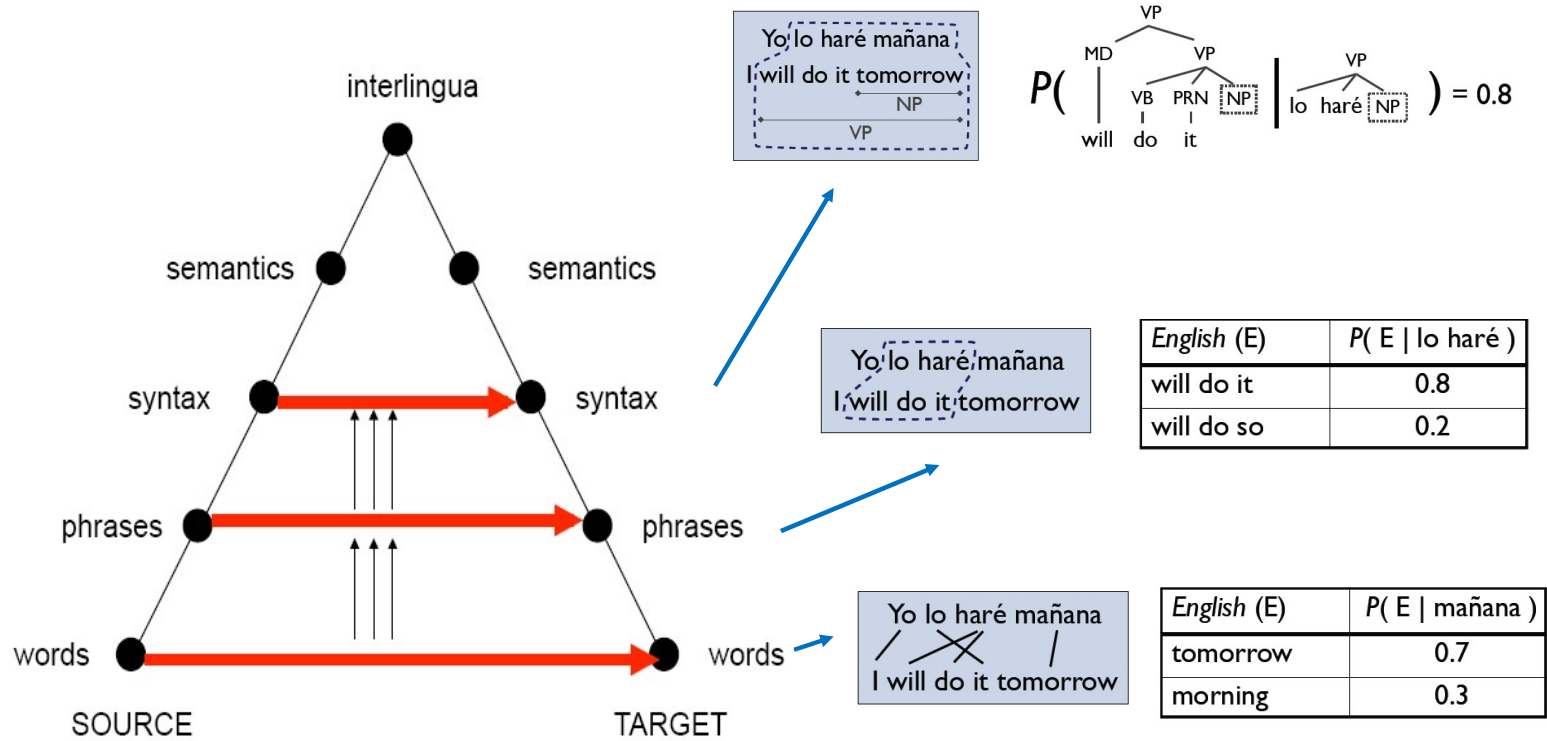 interlingua
semantics semantics
syntax syntax
phrases phrases
words words
SOURCE TARGET
Yo lo haré mañana
I will do it tomorrow
NP
VP
VP
MD VP
P( VB PRN NP | lo haré NP ) = 0.8
will do it
VP
Yo lo haré mañana
I will do it tomorrow
English (E) P( E | lo haré )
will do it 0.8
will do so 0.2
Yo lo haré mañana
I will do it tomorrow
English (E) P( E | mañana )
tomorrow 0.7
morning 0.3